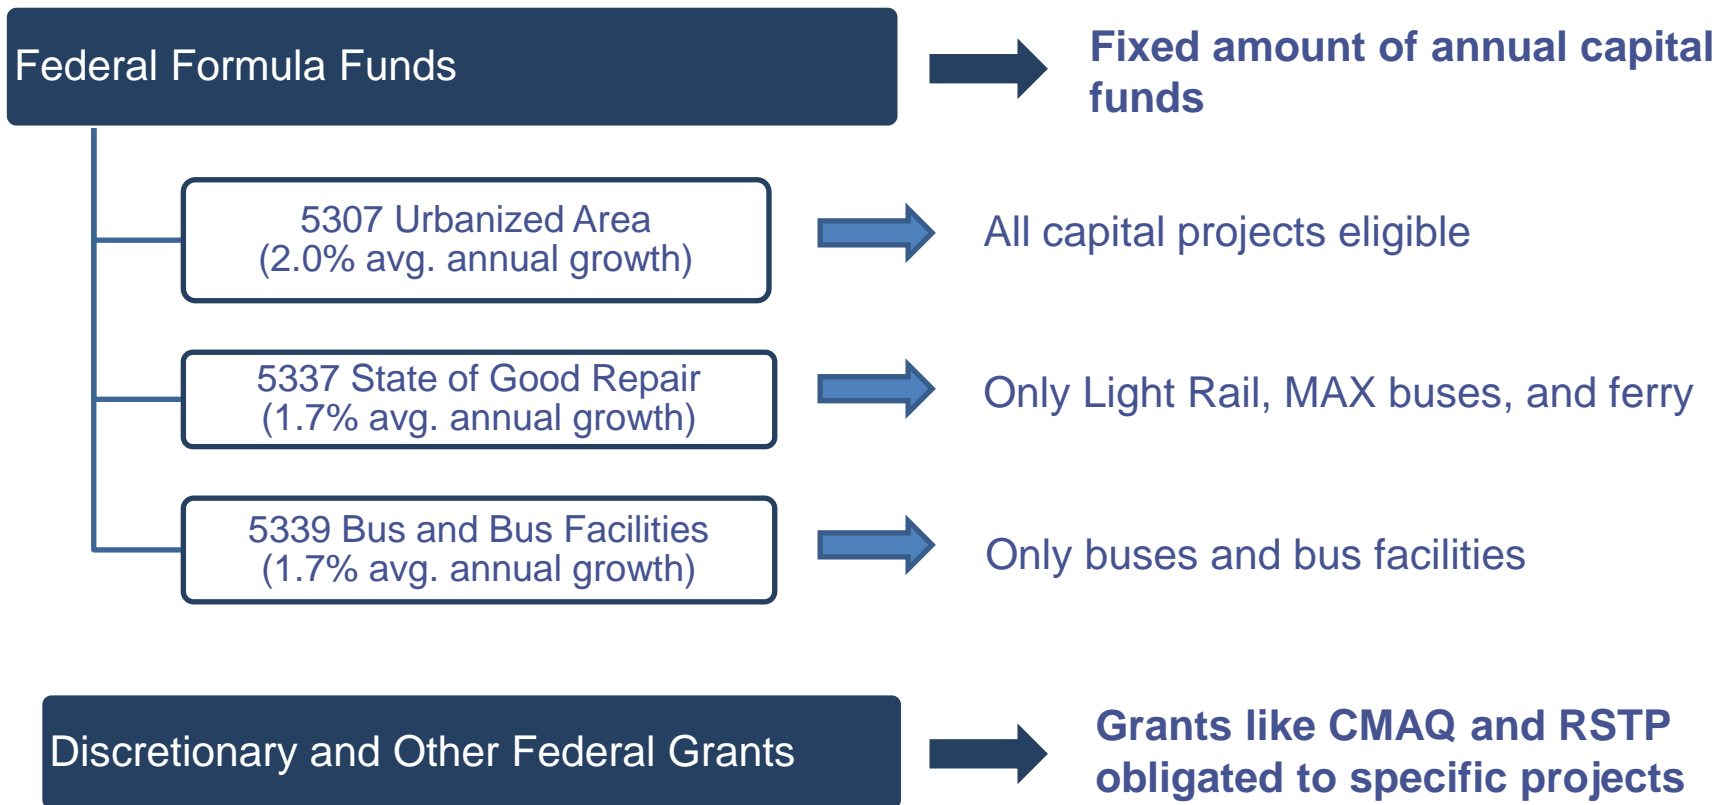 Federal Formula Funds
Fixed amount of annual capital
funds
5307 Urbanized Area
(2.0% avg. annual growth)
All capital projects eligible
5337 State of Good Repair
(1.7% avg. annual growth)
Only Light Rail, MAX buses, and ferry
5339 Bus and Bus Facilities
(1.7% avg. annual growth)
Only buses and bus facilities
Discretionary and Other Federal Grants
Grants like CMAQ and RSTP
obligated to specific projects